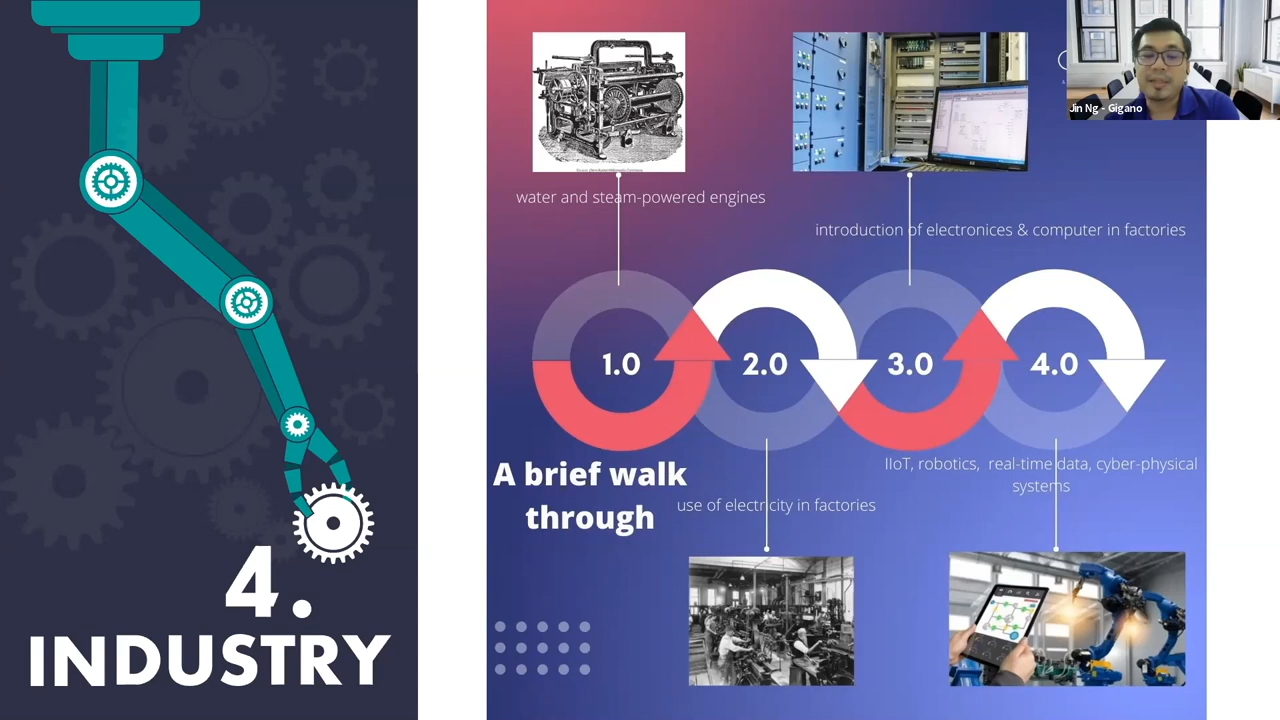 4.
INDUSTRY
Jin Ng - Gigano
water and steam-powered engines
introduction of electronices & computer in factories
1.0
2.0
3.0
4.0
A brief walk
through
use of electricity in factories
IIoT, robotics, real-time data, cyber-physical
systems